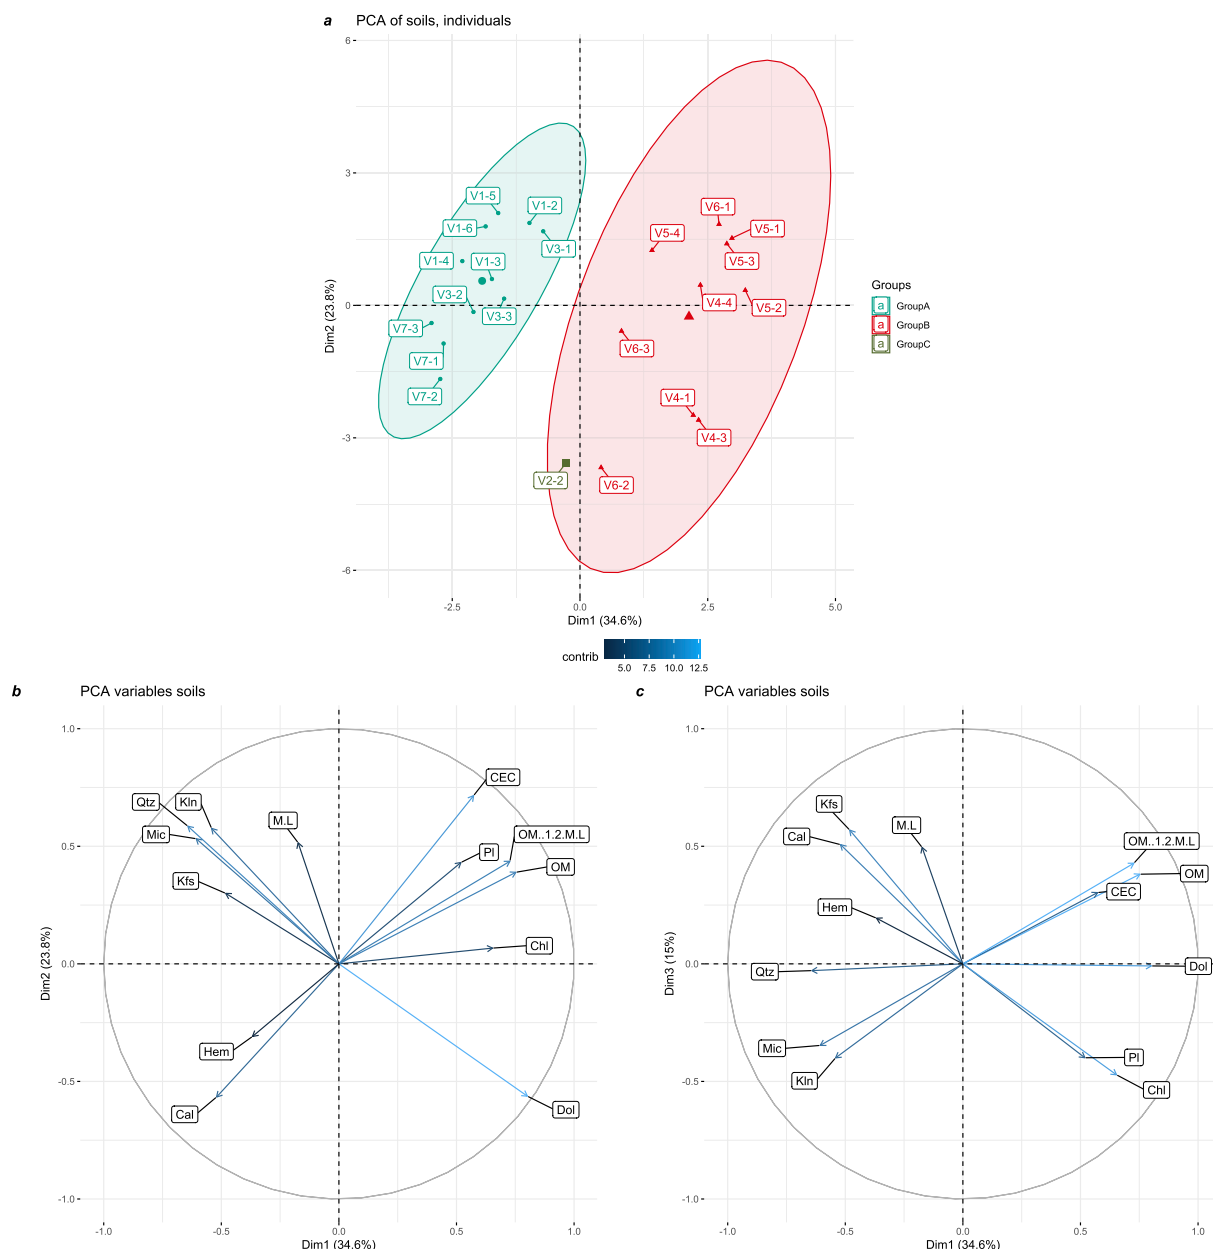 a PCA of soils, individuals
6
3
0
-3
-6
Dim2 (23.8%)
V1-5
V1-2
V1-6
V3-1
V1-4
V1-3
V3-2
V3-3
V7-3
V7-1
V7-2
V6-1
V5-1
V5-4
V5-3
V4-4
V5-2
V6-3
V4-1
V4-3
V2-2
V6-2
-2.5 0.0 2.5 5.0
Dim1 (34.6%)
Groups
a GroupA
a GroupB
a GroupC
contrib
5.0 7.5 10.0 12.5
b PCA variables soils
1.0
0.5
0.0
-0.5
-1.0
Dim2 (23.8%)
CEC
Qtz
Kln
Mic
M.L
OM..1.2.M.L
Pl
OM
Kfs
Chl
Hem
Cal
Dol
-1.0 -0.5 0.0 0.5 1.0
Dim1 (34.6%)
c PCA variables soils
1.0
0.5
0.0
-0.5
-1.0
Dim3 (15%)
Kfs
M.L
Cal
OM..1.2.M.L
OM
CEC
Hem
Qtz
Dol
Mic
Pl
Kln
Chl
-1.0 -0.5 0.0 0.5 1.0
Dim1 (34.6%)